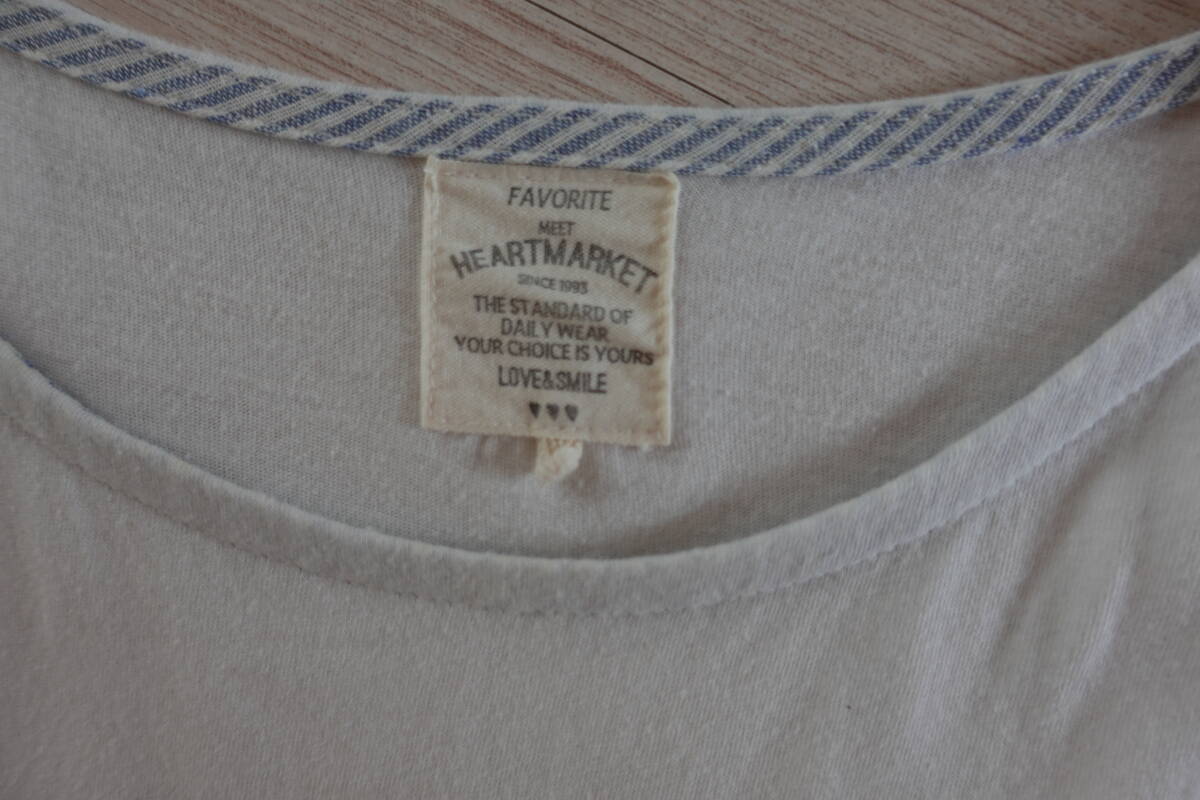 FAVORITE
MEET
HEARTMARKET
SINCE 1993
THE STANDARD OF
DAILY WEAR
YOUR CHOICE IS YOURS
LOVE&SMILE